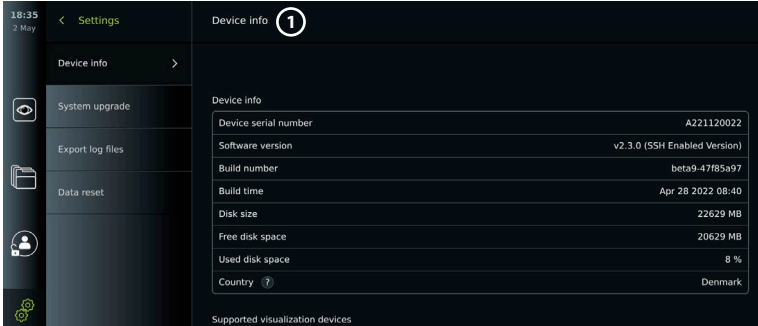 18:35
2 May
Settings
Device info
1
Device info
System upgrade
Export log files
Data reset
Device info
Device serial number A221120022
Software version v2.3.0 (SSH Enabled Version)
Build number beta9-47f85a97
Build time Apr 28 2022 08:40
Disk size 22629 MB
Free disk space 20629 MB
Used disk space 8 %
Country ? Denmark
Supported visualization devices